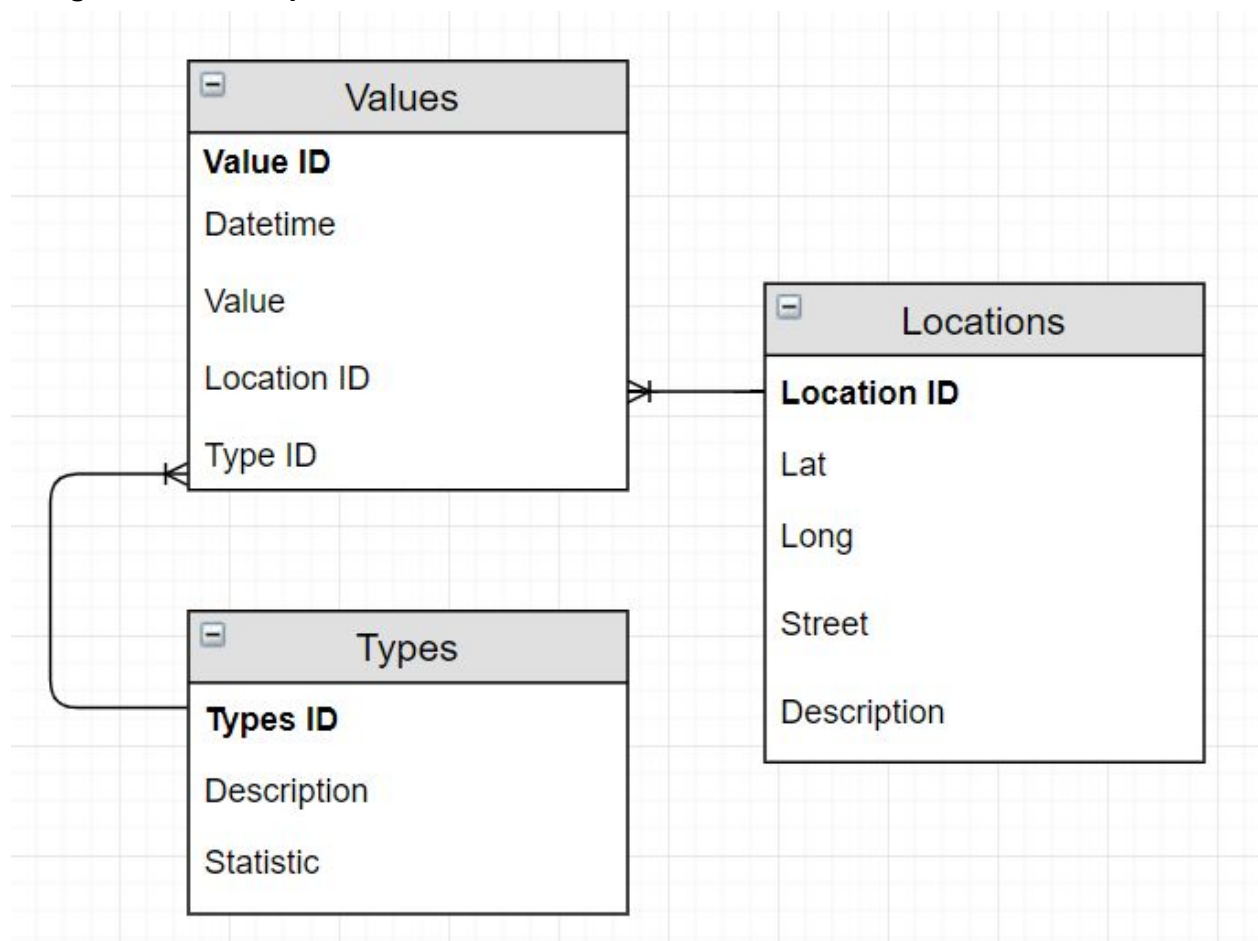 Values
Value ID
Datetime
Value
Location ID
Type ID
Locations
Location ID
Lat
Long
Street
Description
Types
Types ID
Description
Statistic